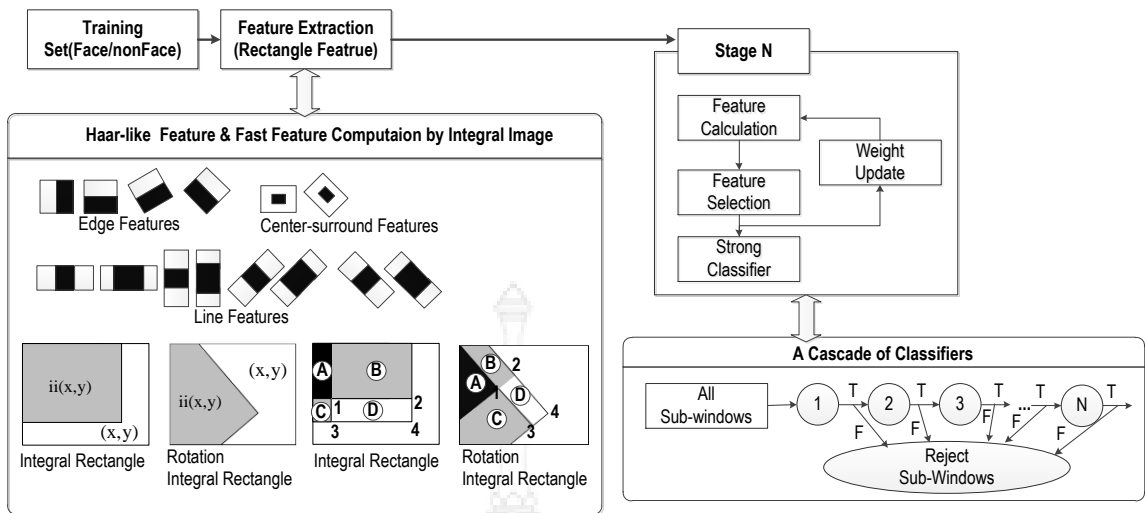 Training
Set(Face/nonFace)
Feature Extraction
(Rectangle Featrue)
Stage N
Feature
Calculation
Weight
Update
Feature
Selection
Strong
Classifier
Haar-like Feature & Fast Feature Computaion by Integral Image
Edge Features
Center-surround Features
Line Features
ii(x,y)
(x,y)
Integral Rectangle
ii(x,y)
(x,y)
Rotation
Integral Rectangle
A
B
C
D
1
2
3
4
Integral Rectangle
A
B
C
D
1
2
3
4
Rotation
Integral Rectangle
A Cascade of Classifiers
All
Sub-windows
1
T
2
T
3
T
...
T
N
T
F
F
F
F
F
Reject
Sub-Windows